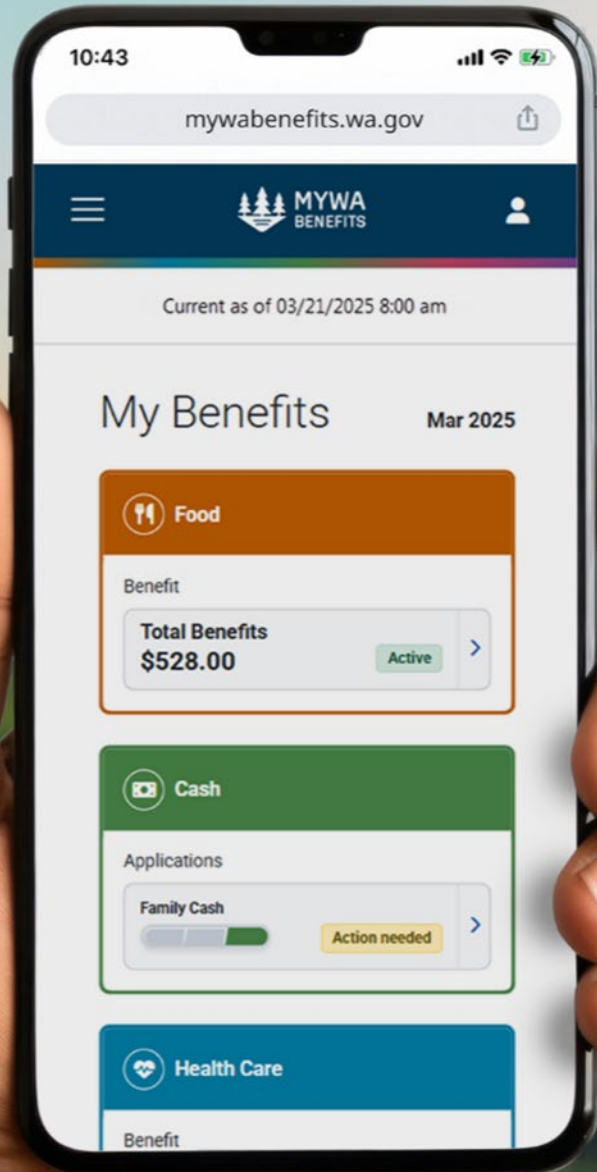 10:43
mywabenefits.wa.gov
MYWA
BENEFITS
Current as of 03/21/2025 8:00 am
My Benefits
Mar 2025
Food
Benefit
Total Benefits
$528.00
Active
Cash
Applications
Family Cash
Action needed
Health Care
Benefit